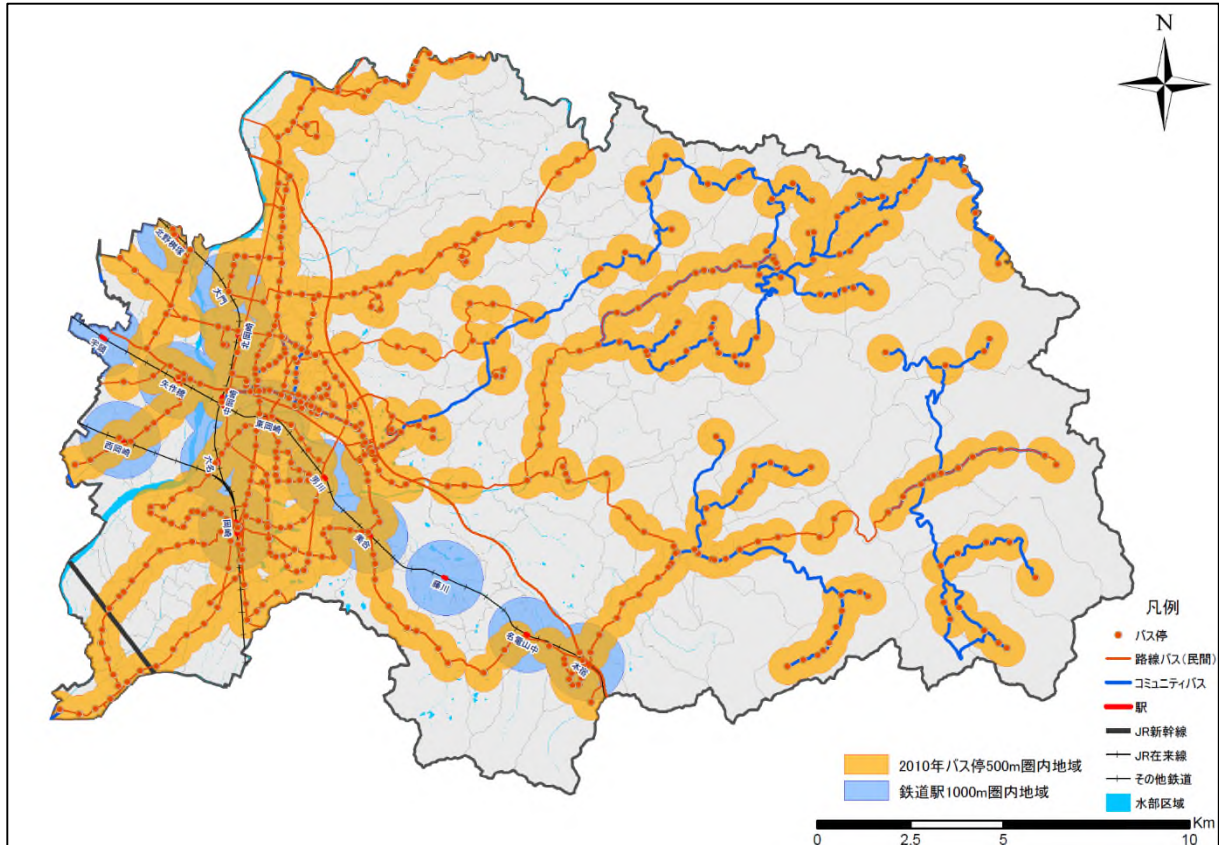 N
北野桝塚
大門
北岡崎
宇頭
矢作橋
中岡崎
東岡崎
西岡崎
六名
男川
岡崎
美合
藤川
名電山中
本宿
凡例
バス停
路線バス(民間)
コミュニティバス
駅
JR新幹線
JR在来線
その他鉄道
水部区域
2010年バス停500m圏内地域
鉄道駅1000m圏内地域
Km
0 2.5 5 10